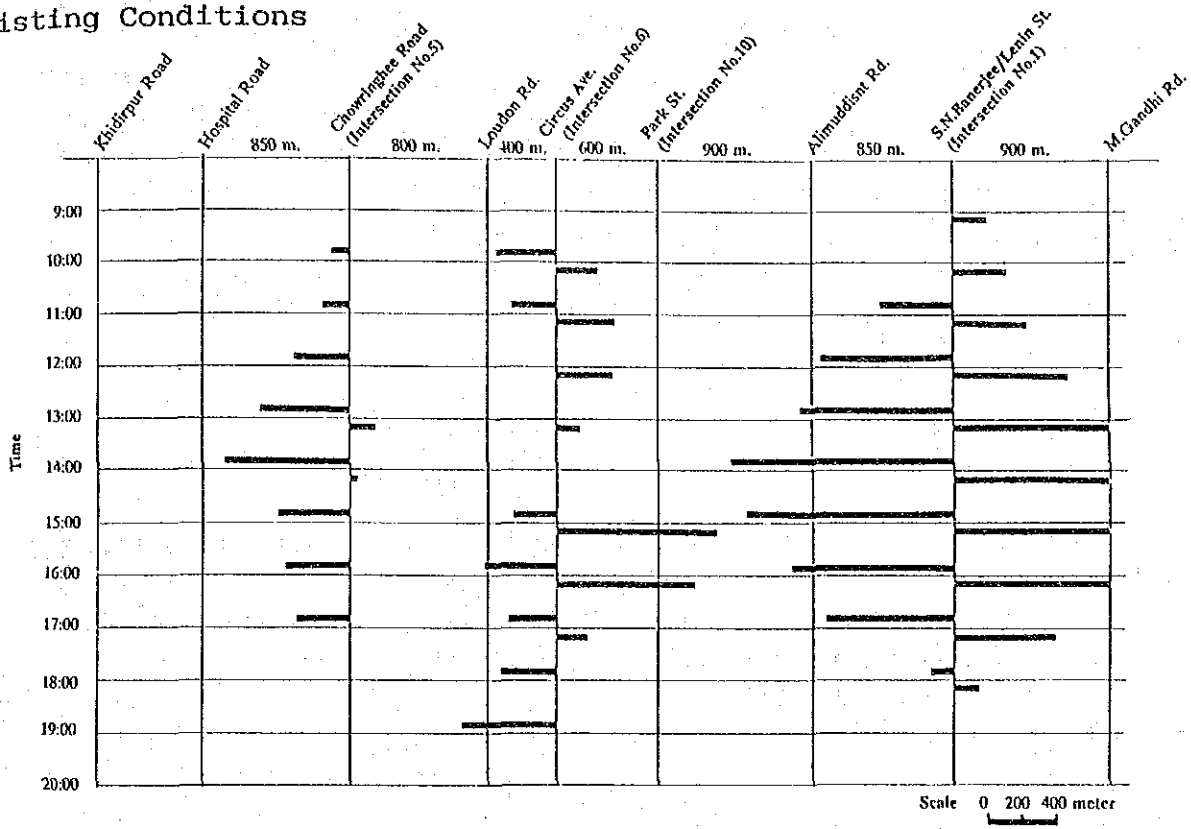 isting Conditions
Khidirpur Road
Hospital Road
Chowringhee Road
(Intersection No.5)
Loudon Rd.
Circus Ave.
(Intersection No.6)
Park St.
(Intersection No.10)
Alimuddisnt Rd.
S.N.Banerjee/Lenin St.
(Intersection No.1)
M.Gandhi Rd.
850 m.
800 m.
400 m.
600 m.
900 m.
850 m.
900 m.
Time
9:00
10:00
11:00
12:00
13:00
14:00
15:00
16:00
17:00
18:00
19:00
20:00
Scale 0 200 400 meter